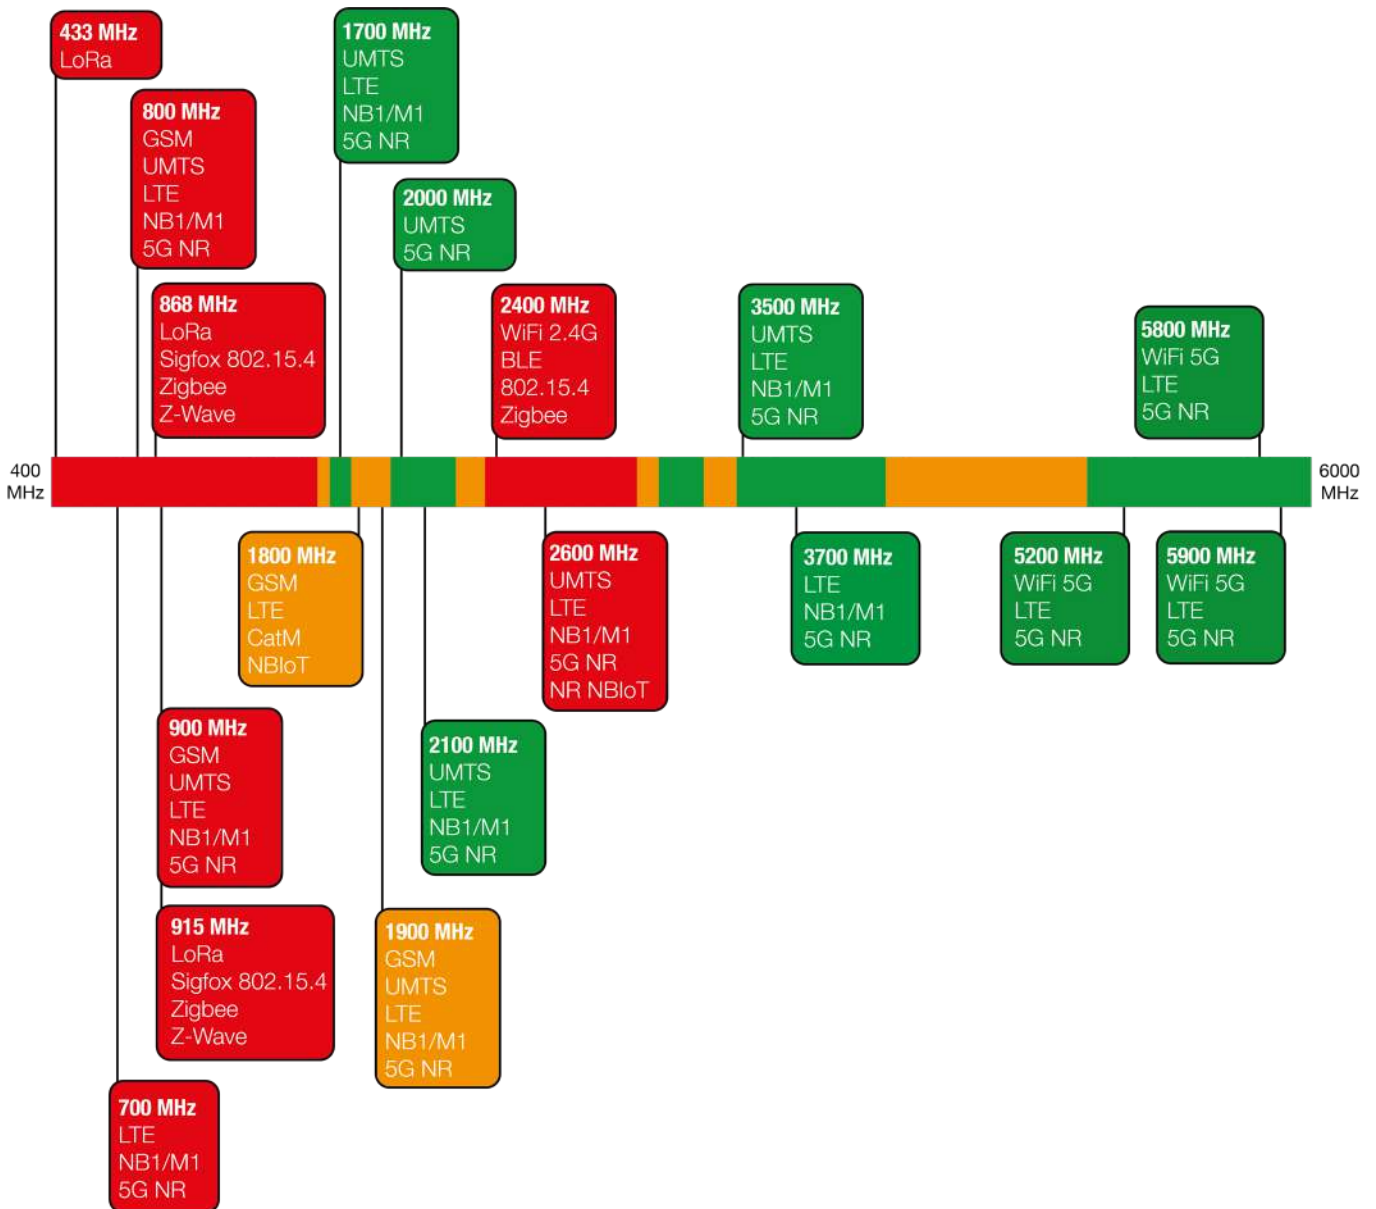 433 MHz
LoRa
800 MHz
GSM
UMTS
LTE
NB1/M1
5G NR
868 MHz
LoRa
Sigfox 802.15.4
Zigbee
Z-Wave
1700 MHz
UMTS
LTE
NB1/M1
5G NR
2000 MHz
UMTS
5G NR
2400 MHz
WiFi 2.4G
BLE
802.15.4
Zigbee
3500 MHz
UMTS
LTE
NB1/M1
5G NR
5800 MHz
WiFi 5G
LTE
5G NR
400
MHz
6000
MHz
1800 MHz
GSM
LTE
CatM
NBIoT
2600 MHz
UMTS
LTE
NB1/M1
5G NR
NR NBIoT
3700 MHz
LTE
NB1/M1
5G NR
5200 MHz
WiFi 5G
LTE
5G NR
5900 MHz
WiFi 5G
LTE
5G NR
900 MHz
GSM
UMTS
LTE
NB1/M1
5G NR
2100 MHz
UMTS
LTE
NB1/M1
5G NR
915 MHz
LoRa
Sigfox 802.15.4
Zigbee
Z-Wave
1900 MHz
GSM
UMTS
LTE
NB1/M1
5G NR
700 MHz
LTE
NB1/M1
5G NR